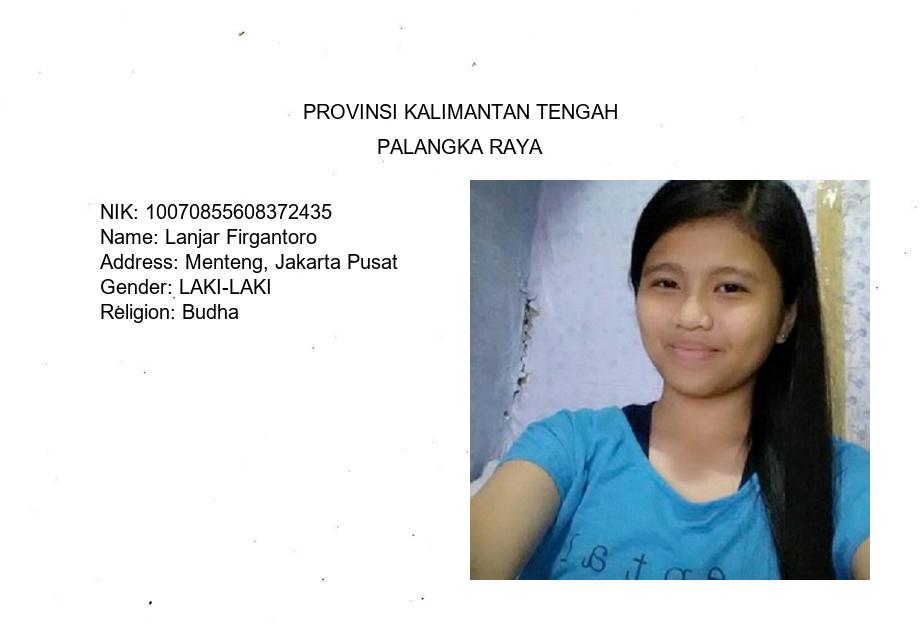 PROVINSI KALIMANTAN TENGAH
PALANGKA RAYA
NIK: 10070855608372435
Name: Lanjar Firgantoro
Address: Menteng, Jakarta Pusat
Gender: LAKI-LAKI
Religion: Budha